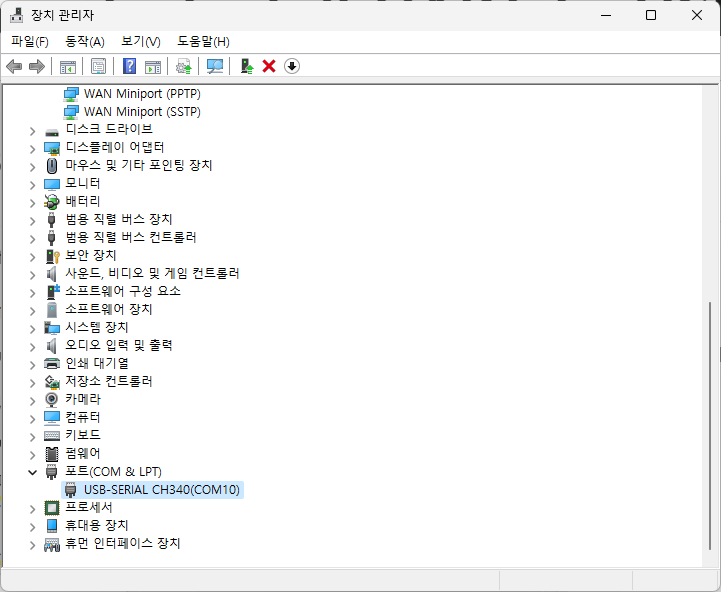 장치 관리자
파일(F) 동작(A) 보기(V) 도움말(H)
WAN Miniport (PPTP)
WAN Miniport (SSTP)
디스크 드라이브
디스플레이 어댑터
마우스 및 기타 포인팅 장치
모니터
배터리
범용 직렬 버스 장치
범용 직렬 버스 컨트롤러
보안 장치
사운드, 비디오 및 게임 컨트롤러
소프트웨어 구성 요소
소프트웨어 장치
시스템 장치
오디오 입력 및 출력
인쇄 대기열
저장소 컨트롤러
카메라
컴퓨터
키보드
펌웨어
포트(COM & LPT)
USB-SERIAL CH340(COM10)
프로세서
휴대용 장치
휴먼 인터페이스 장치